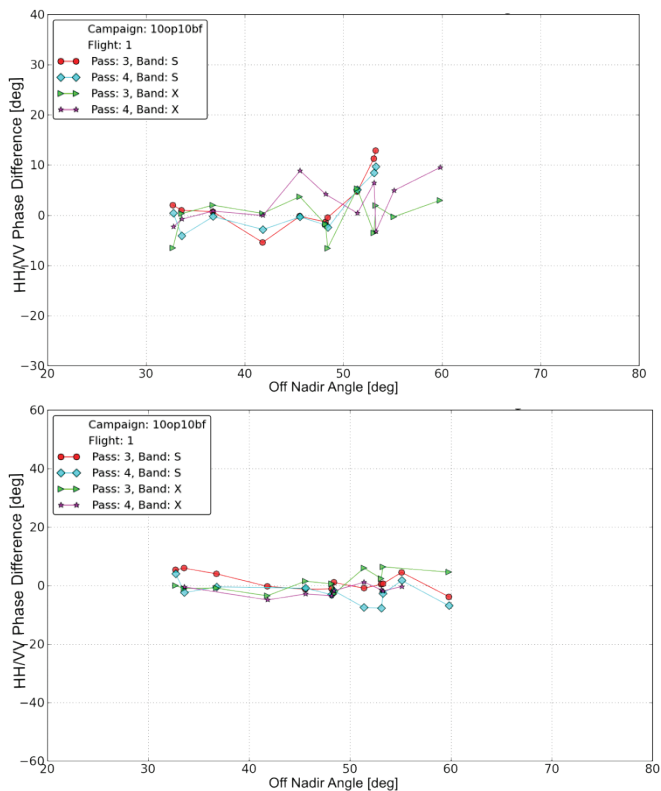 40
30
20
10
0
−10
−20
−30
HH/VV Phase Difference [deg]
Campaign: 10op10bf
Flight: 1
Pass: 3, Band: S
Pass: 4, Band: S
Pass: 3, Band: X
Pass: 4, Band: X
20 30 40 50 60 70 80
Off Nadir Angle [deg]
60
40
20
0
−20
−40
−60
HH/VV Phase Difference [deg]
Campaign: 10op10bf
Flight: 1
Pass: 3, Band: S
Pass: 4, Band: S
Pass: 3, Band: X
Pass: 4, Band: X
20 30 40 50 60 70 80
Off Nadir Angle [deg]